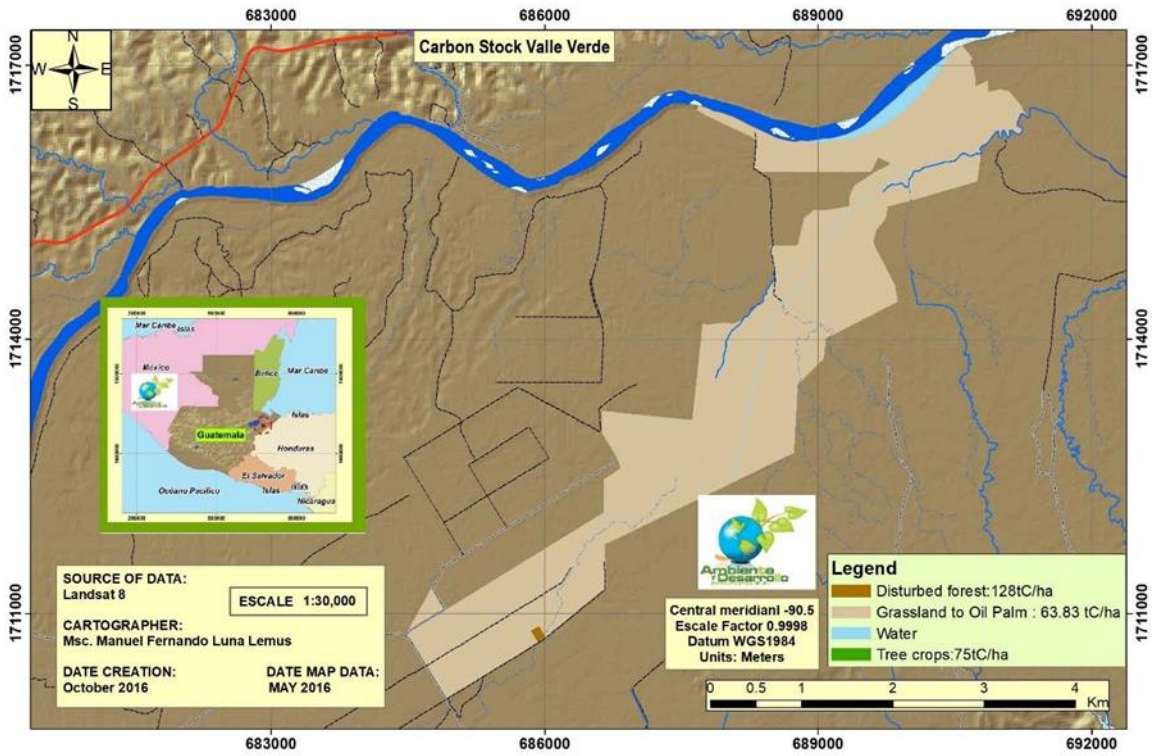 683000 686000 689000 692000
Carbon Stock Valle Verde
N
W E
S
1717000 1717000
1714000 1714000
1711000 1711000
Mar Caribe Islas
México
Belice
Mar Caribe
Islas
Guatemala
Honduras
El Salvador
Océano Pacifico
Islas
Islas
Nicaragua
SOURCE OF DATA:
Landsat 8
ESCALE 1:30,000
CARTOGRAPHER:
Msc. Manuel Fernando Luna Lemus
DATE CREATION: DATE MAP DATA:
October 2016 MAY 2016
Ambiente
y Desarrollo
Central meridianl -90.5
Escale Factor 0.9998
Datum WGS1984
Units: Meters
Legend
Disturbed forest:128tC/ha
Grassland to Oil Palm : 63.83 tC/ha
Water
Tree crops:75tC/ha
0 0.5 1 2 3 4
Km
683000 686000 689000 692000